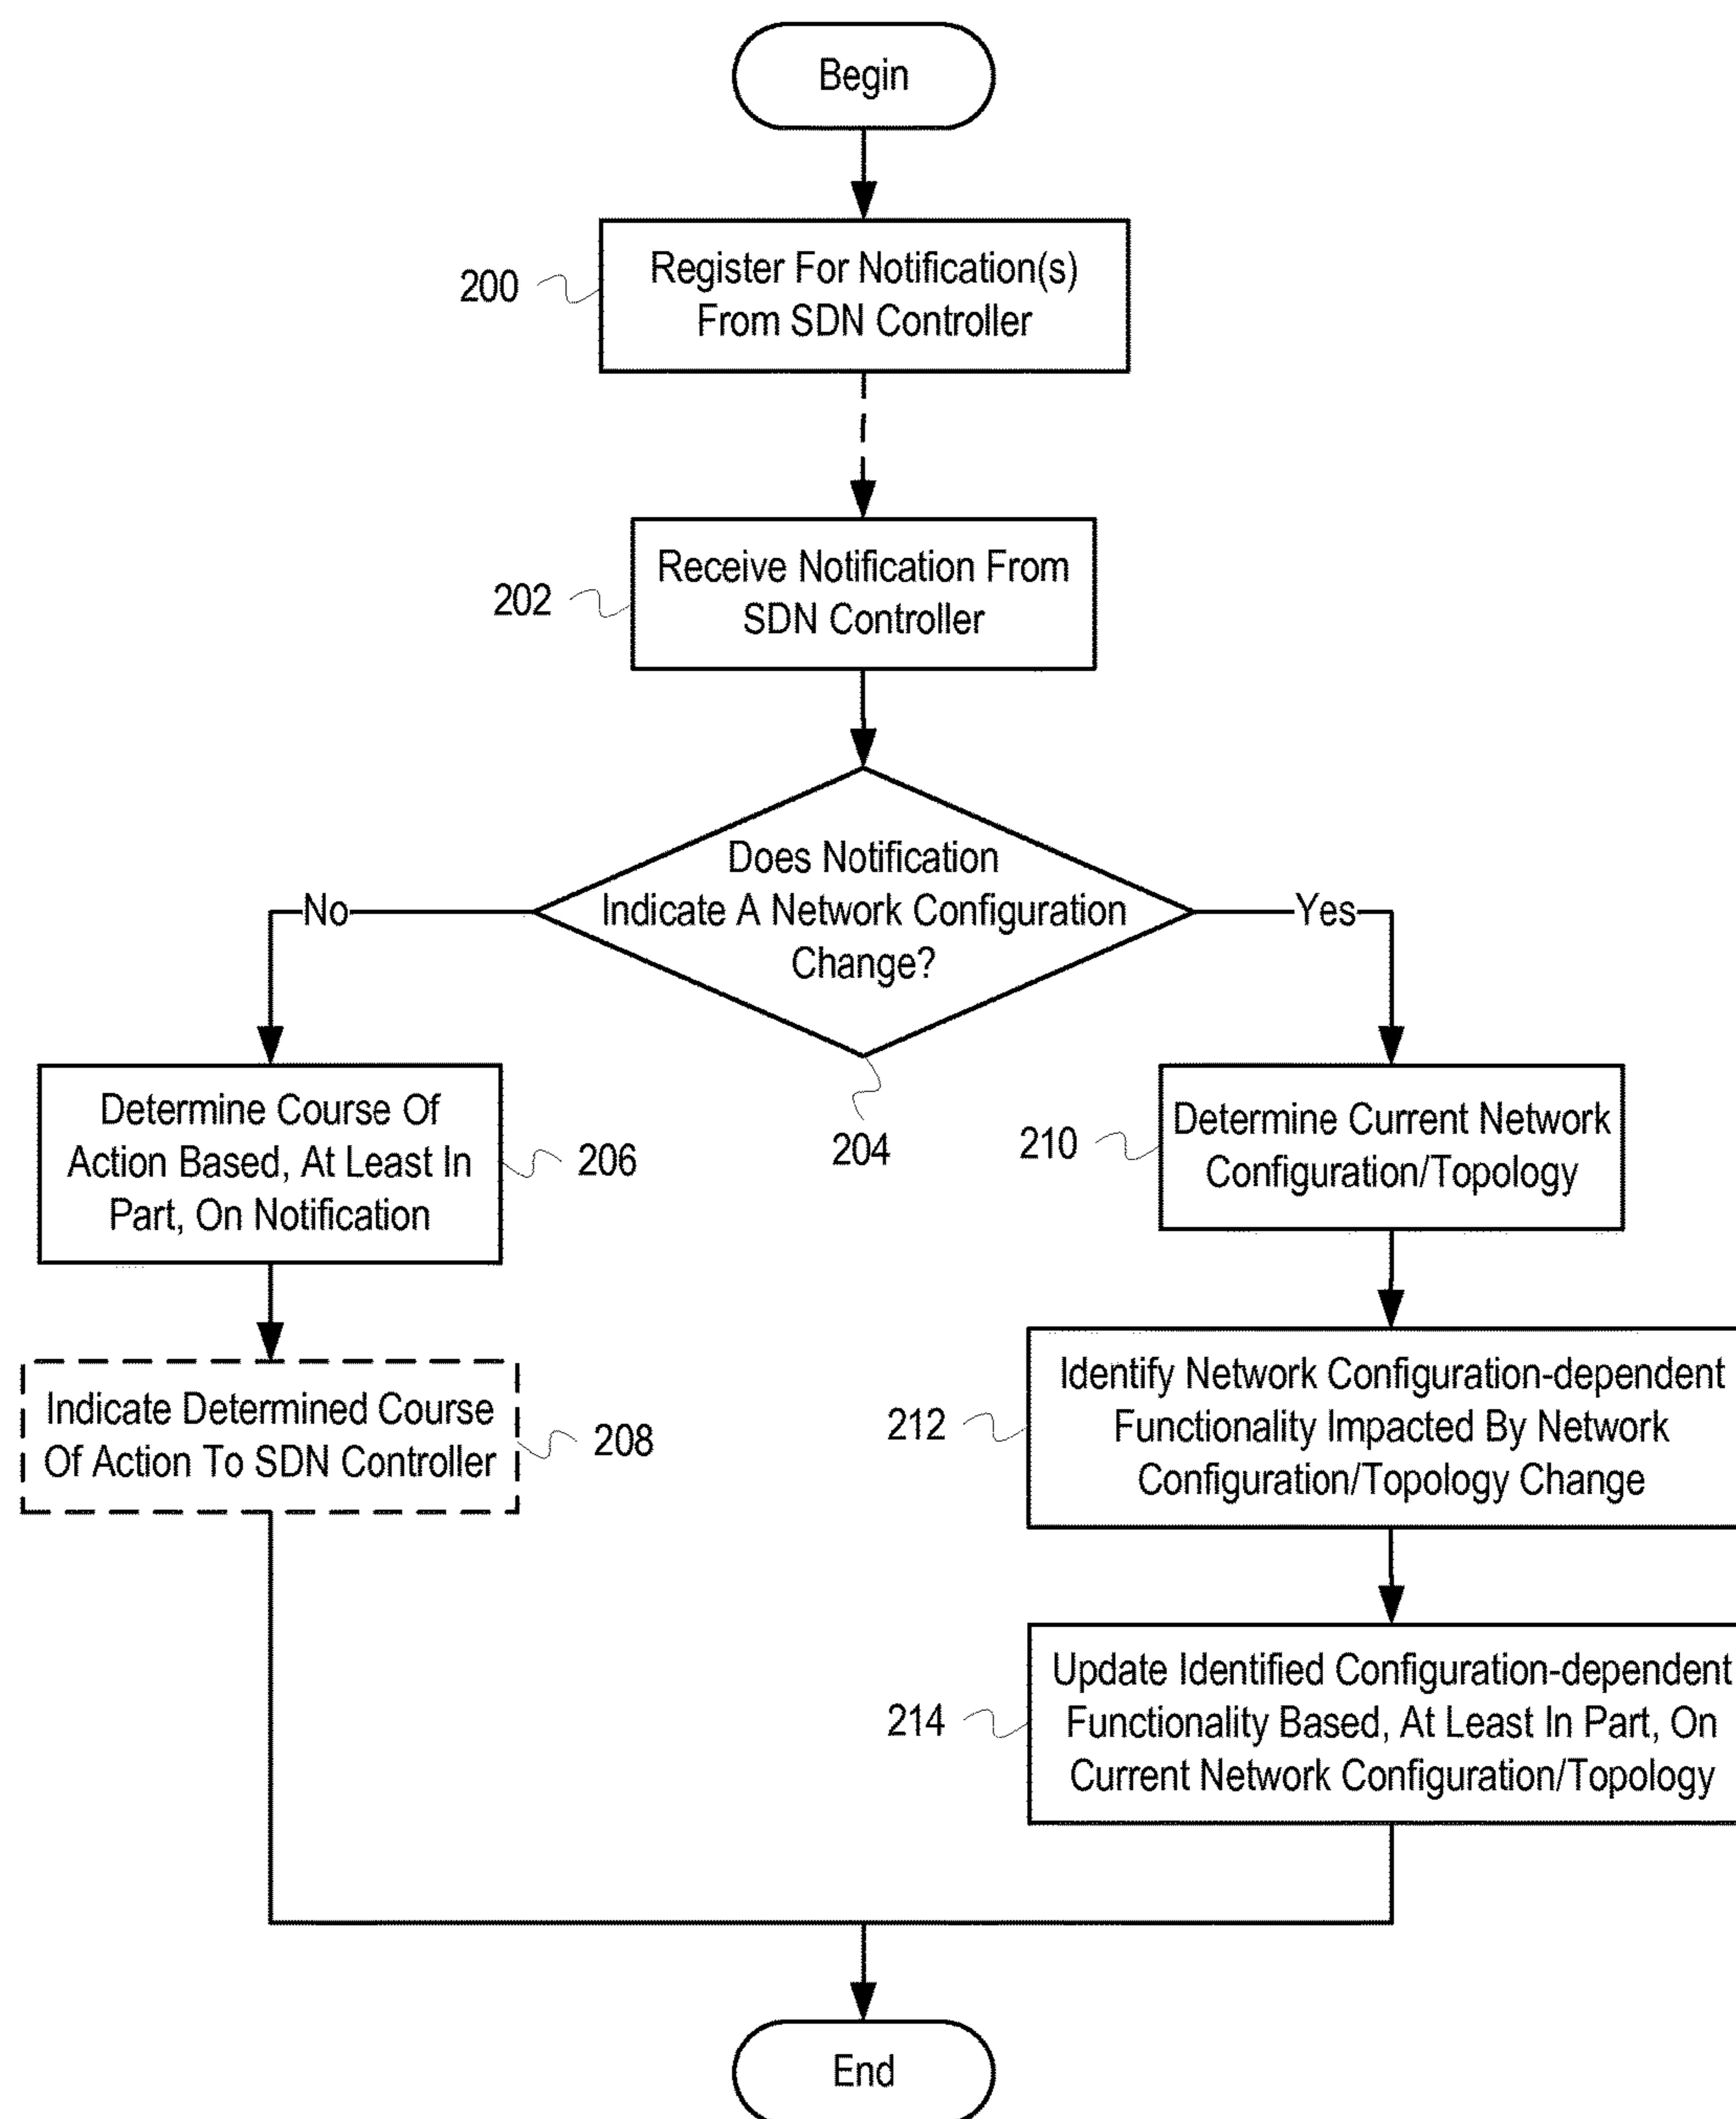 Begin
200
Register For Notification(s)
From SDN Controller
202
Receive Notification From
SDN Controller
Does Notification
Indicate A Network Configuration
Change?
No
Yes
204
Determine Course Of
Action Based, At Least In
Part, On Notification
206
Indicate Determined Course
Of Action To SDN Controller
208
210
Determine Current Network
Configuration/Topology
212
Identify Network Configuration-dependent
Functionality Impacted By Network
Configuration/Topology Change
214
Update Identified Configuration-dependent
Functionality Based, At Least In Part, On
Current Network Configuration/Topology
End